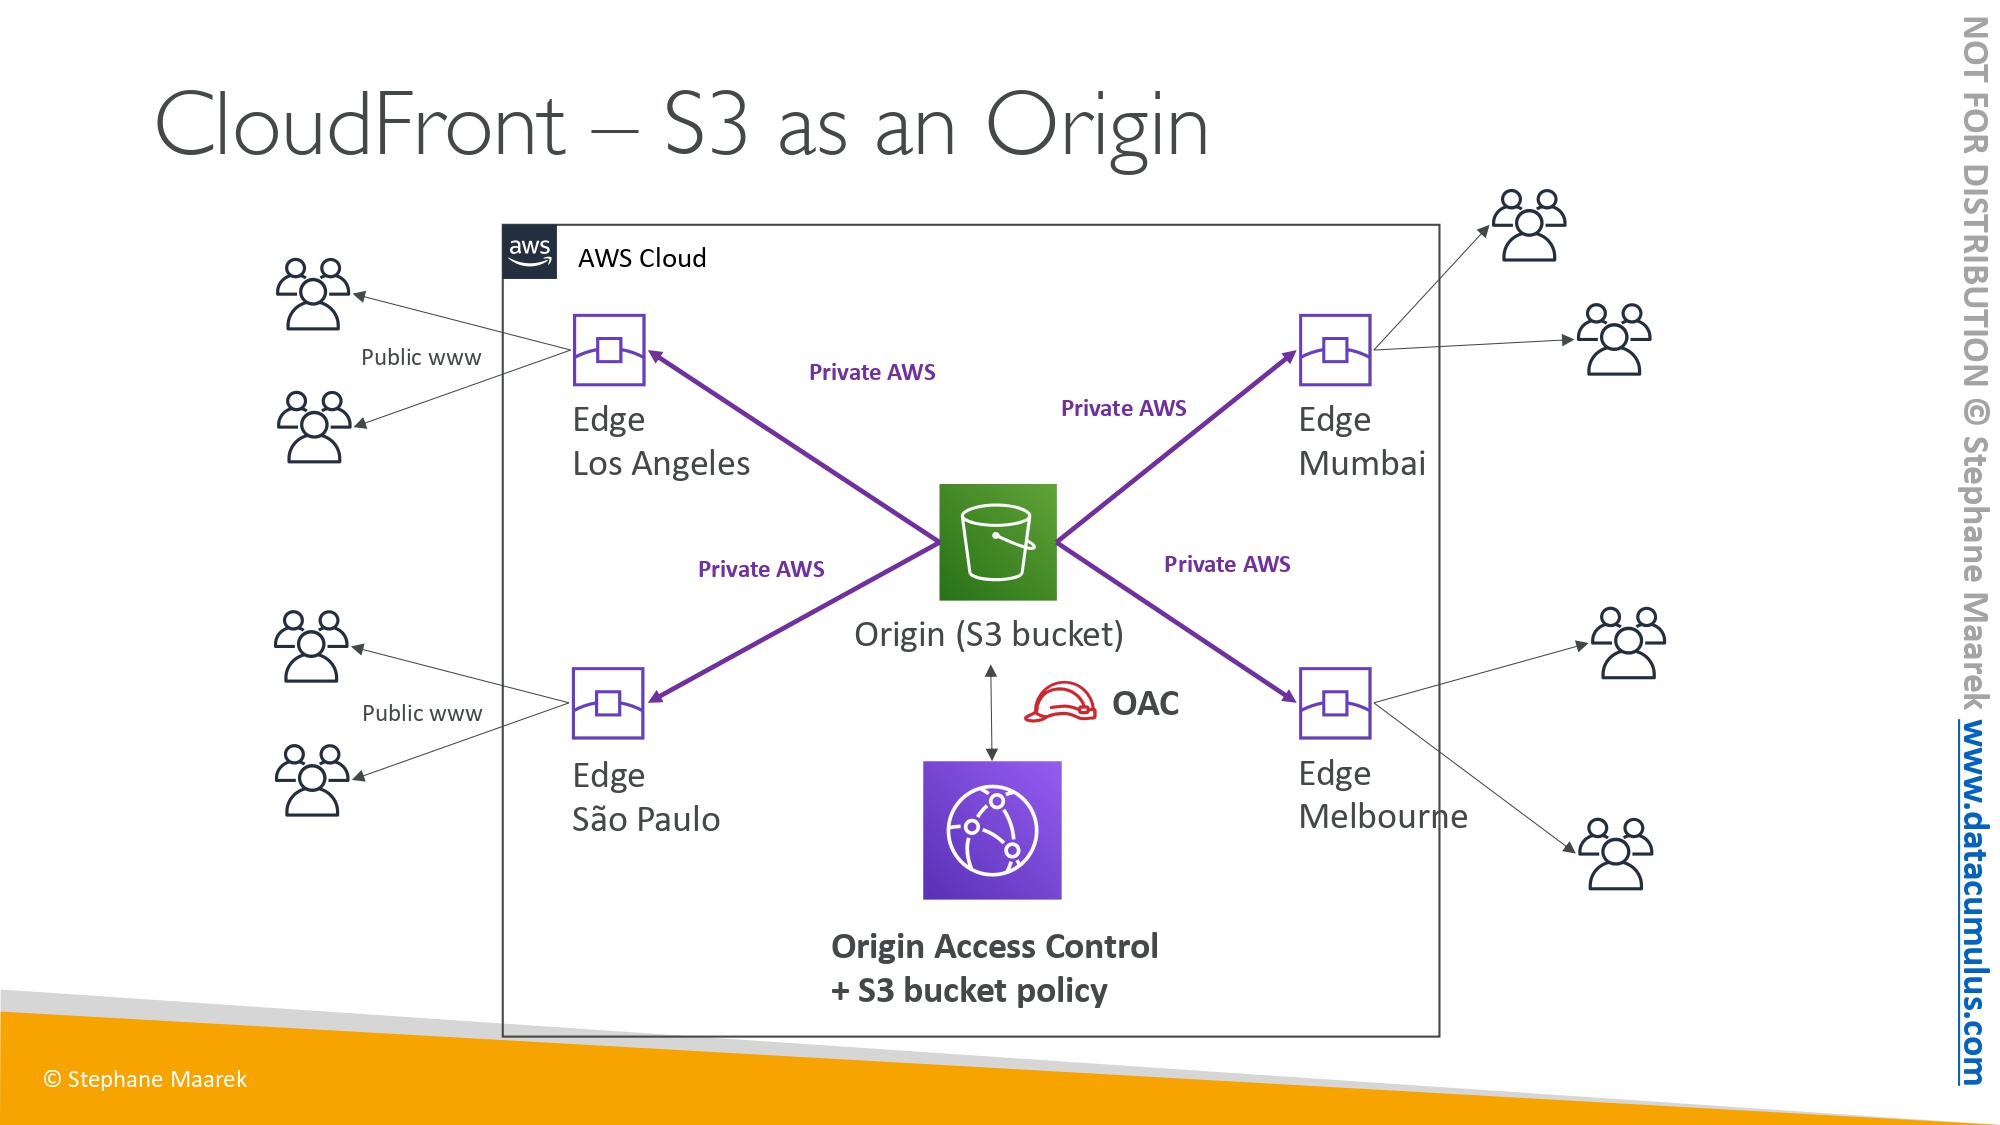 CloudFront – S3 as an Origin
aws
AWS Cloud
Public www
Private AWS
Private AWS
Edge
Los Angeles
Edge
Mumbai
Private AWS
Private AWS
Origin (S3 bucket)
OAC
Public www
Edge
São Paulo
Edge
Melbourne
Origin Access Control
+ S3 bucket policy
© Stephane Maarek
NOT FOR DISTRIBUTION © Stephane Maarek www.datacumulus.com